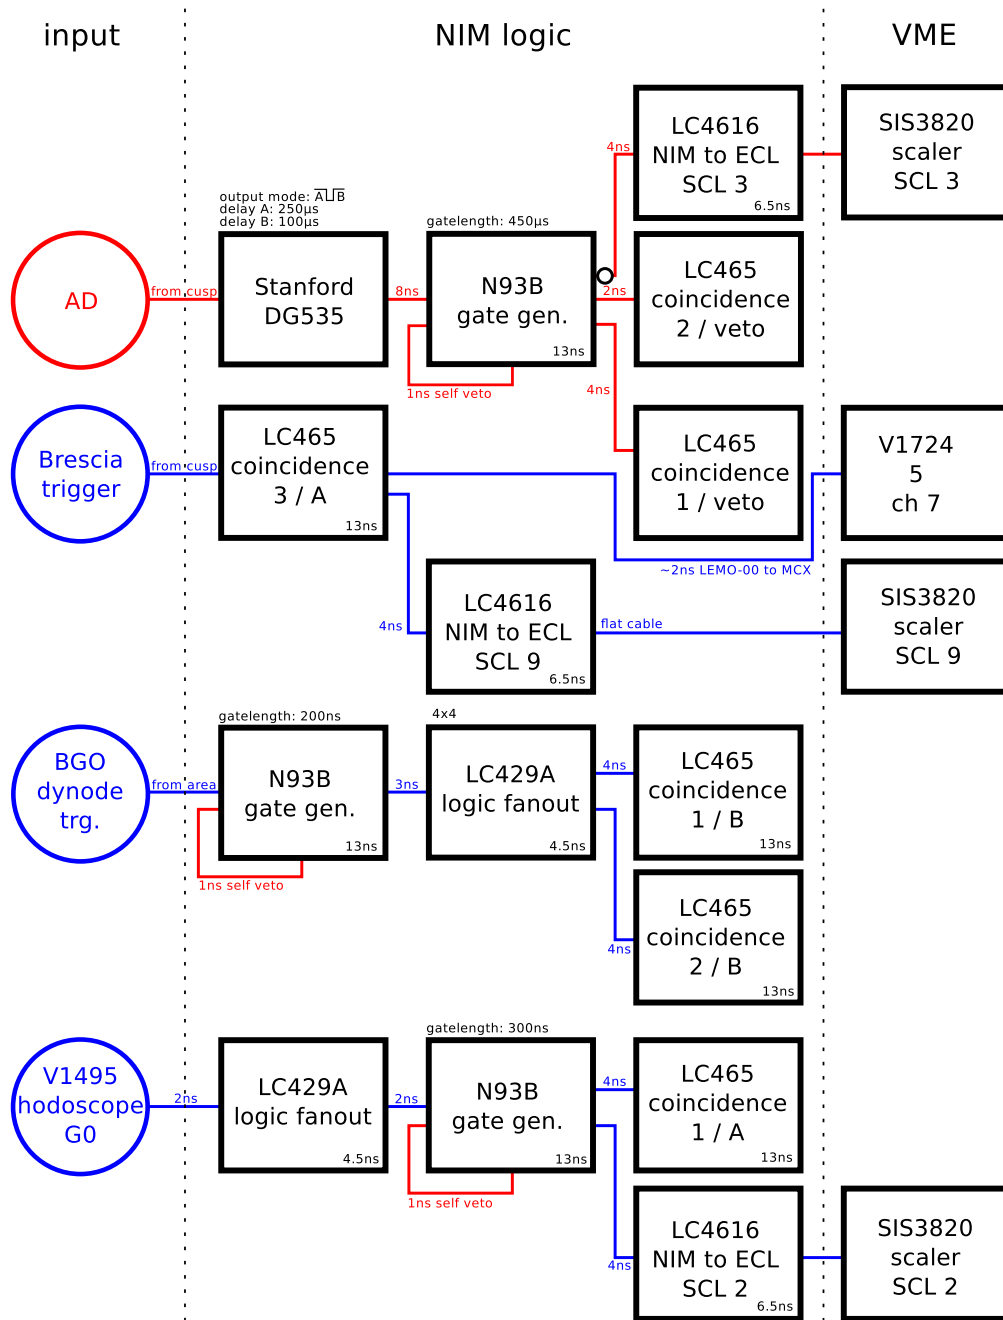 input
NIM logic
VME
LC4616
NIM to ECL
SCL 3
6.5ns
4ns
SIS3820
scaler
SCL 3
output mode: A B
delay A: 250μs
delay B: 100μs
gatelength: 450μs
AD
from cusp
Stanford
DG535
8ns
N93B
gate gen.
13ns
1ns self veto
2ns
LC465
coincidence
2 / veto
4ns
Brescia
trigger
from cusp
LC465
coincidence
3 / A
13ns
LC465
coincidence
1 / veto
V1724
5
ch 7
~2ns LEMO-00 to MCX
4ns
LC4616
NIM to ECL
SCL 9
6.5ns
flat cable
SIS3820
scaler
SCL 9
gatelength: 200ns
4x4
BGO
dynode
trg.
from area
N93B
gate gen.
13ns
1ns self veto
3ns
LC429A
logic fanout
4.5ns
4ns
LC465
coincidence
1 / B
13ns
4ns
LC465
coincidence
2 / B
13ns
gatelength: 300ns
V1495
hodoscope
G0
2ns
LC429A
logic fanout
4.5ns
2ns
N93B
gate gen.
13ns
1ns self veto
4ns
LC465
coincidence
1 / A
13ns
4ns
LC4616
NIM to ECL
SCL 2
6.5ns
SIS3820
scaler
SCL 2